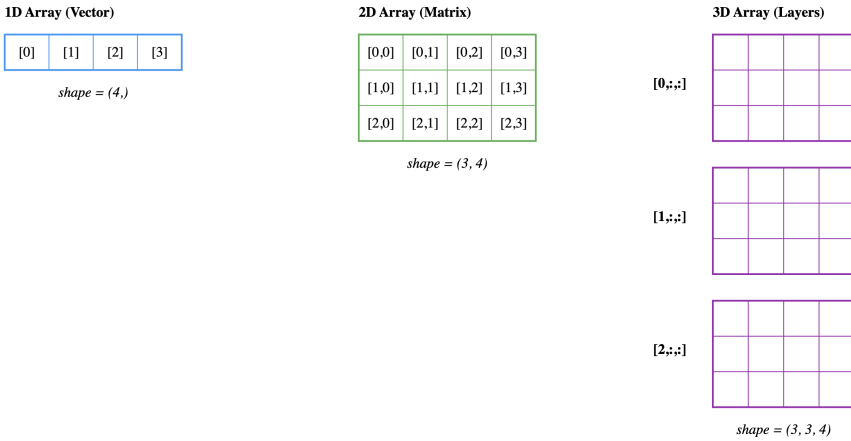 1D Array (Vector)
[0] [1] [2] [3]
shape = (4,)
2D Array (Matrix)
[0,0] [0,1] [0,2] [0,3]
[1,0] [1,1] [1,2] [1,3]
[2,0] [2,1] [2,2] [2,3]
shape = (3, 4)
3D Array (Layers)
[0,:,:]
[1,:,:]
[2,:,:]
shape = (3, 3, 4)